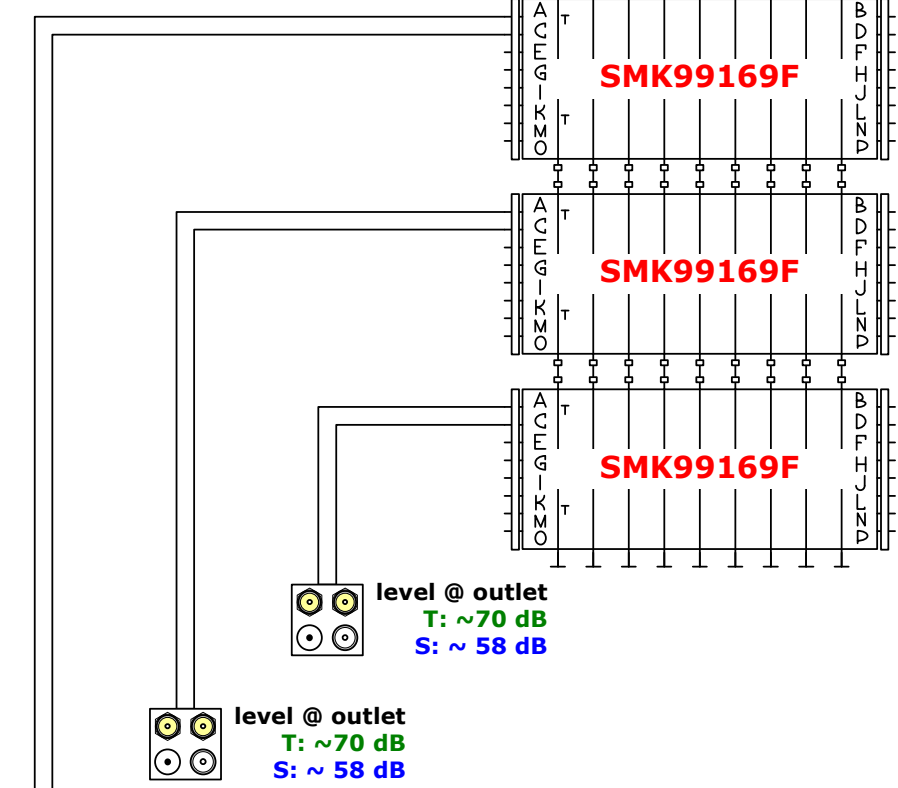 A T B
C D
E F
G SMK99169F H
I J
K T L
M N
O P
A T B
C D
E F
G SMK99169F H
I J
K T L
M N
O P
A T B
C D
E F
G SMK99169F H
I J
K T L
M N
O P
level @ outlet
T: ~70 dB
S: ~ 58 dB
level @ outlet
T: ~70 dB
S: ~ 58 dB